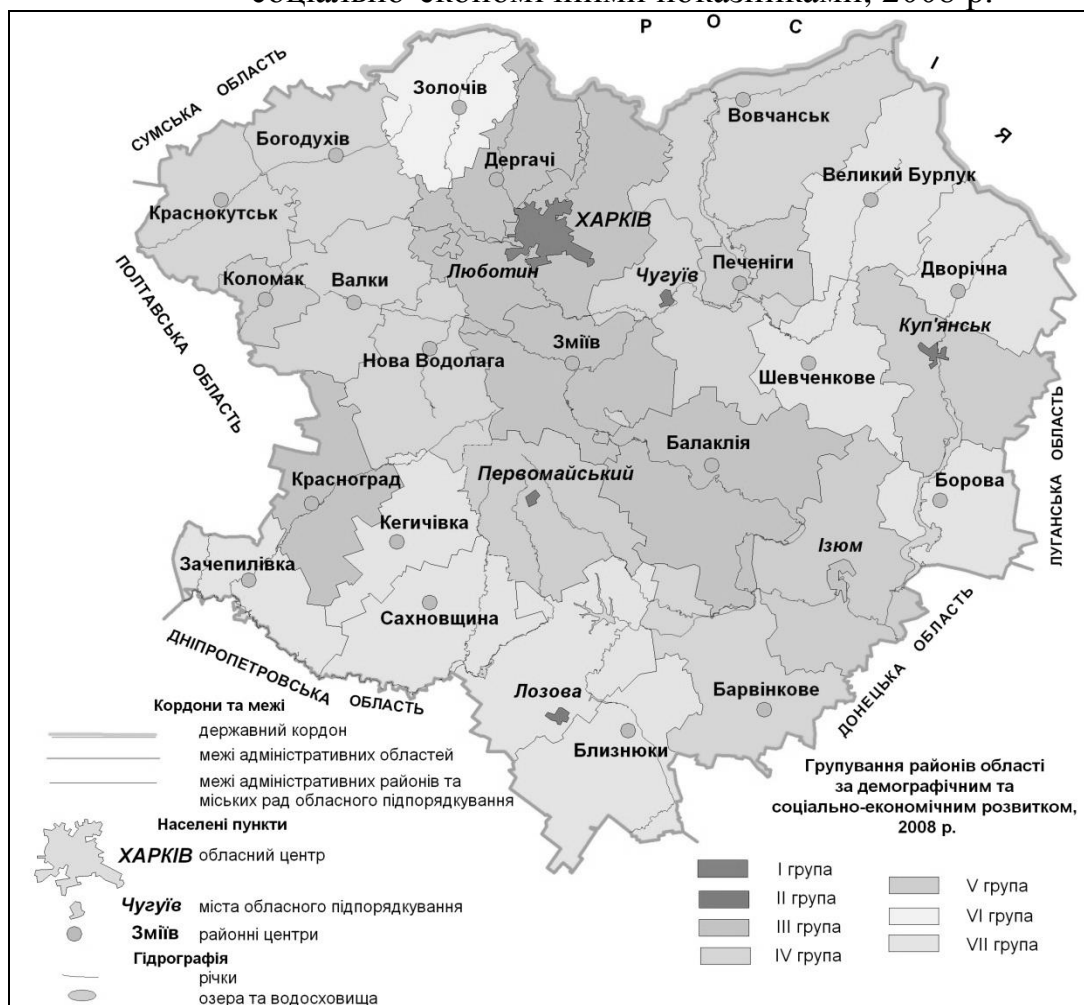 соціально-економічними показниками, 2008 р.
Р О С І Я
СУМСЬКА ОБЛАСТЬ
Золочів
Вовчанськ
Богодухів
Дергачі
Великий Бурлук
Краснокутськ
ХАРКІВ
ПОЛТАВСЬКА ОБЛАСТЬ
Коломак
Валки
Люботин
Чугуїв
Печеніги
Дворічна
Куп'янськ
Нова Водолага
Зміїв
Шевченкове
ЛУГАНСЬКА ОБЛАСТЬ
Балаклія
Красноград
Первомайський
Борова
Кегичівка
Ізюм
Зачепилівка
Сахновщина
ДНІПРОПЕТРОВСЬКА ОБЛАСТЬ
Лозова
Барвінкове
ДОНЕЦЬКА ОБЛАСТЬ
Близнюки
Кордони та межі
державний кордон
межі адміністративних областей
межі адміністративних районів та
міських рад обласного підпорядкування
Населені пункти
ХАРКІВ обласний центр
Чугуїв міста обласного підпорядкування
Зміїв районні центри
Гідрографія
річки
озера та водосховища
Групування районів області
за демографічним та
соціально-економічним розвитком,
2008 р.
I група
II група
III група
IV група
V група
VI група
VII група